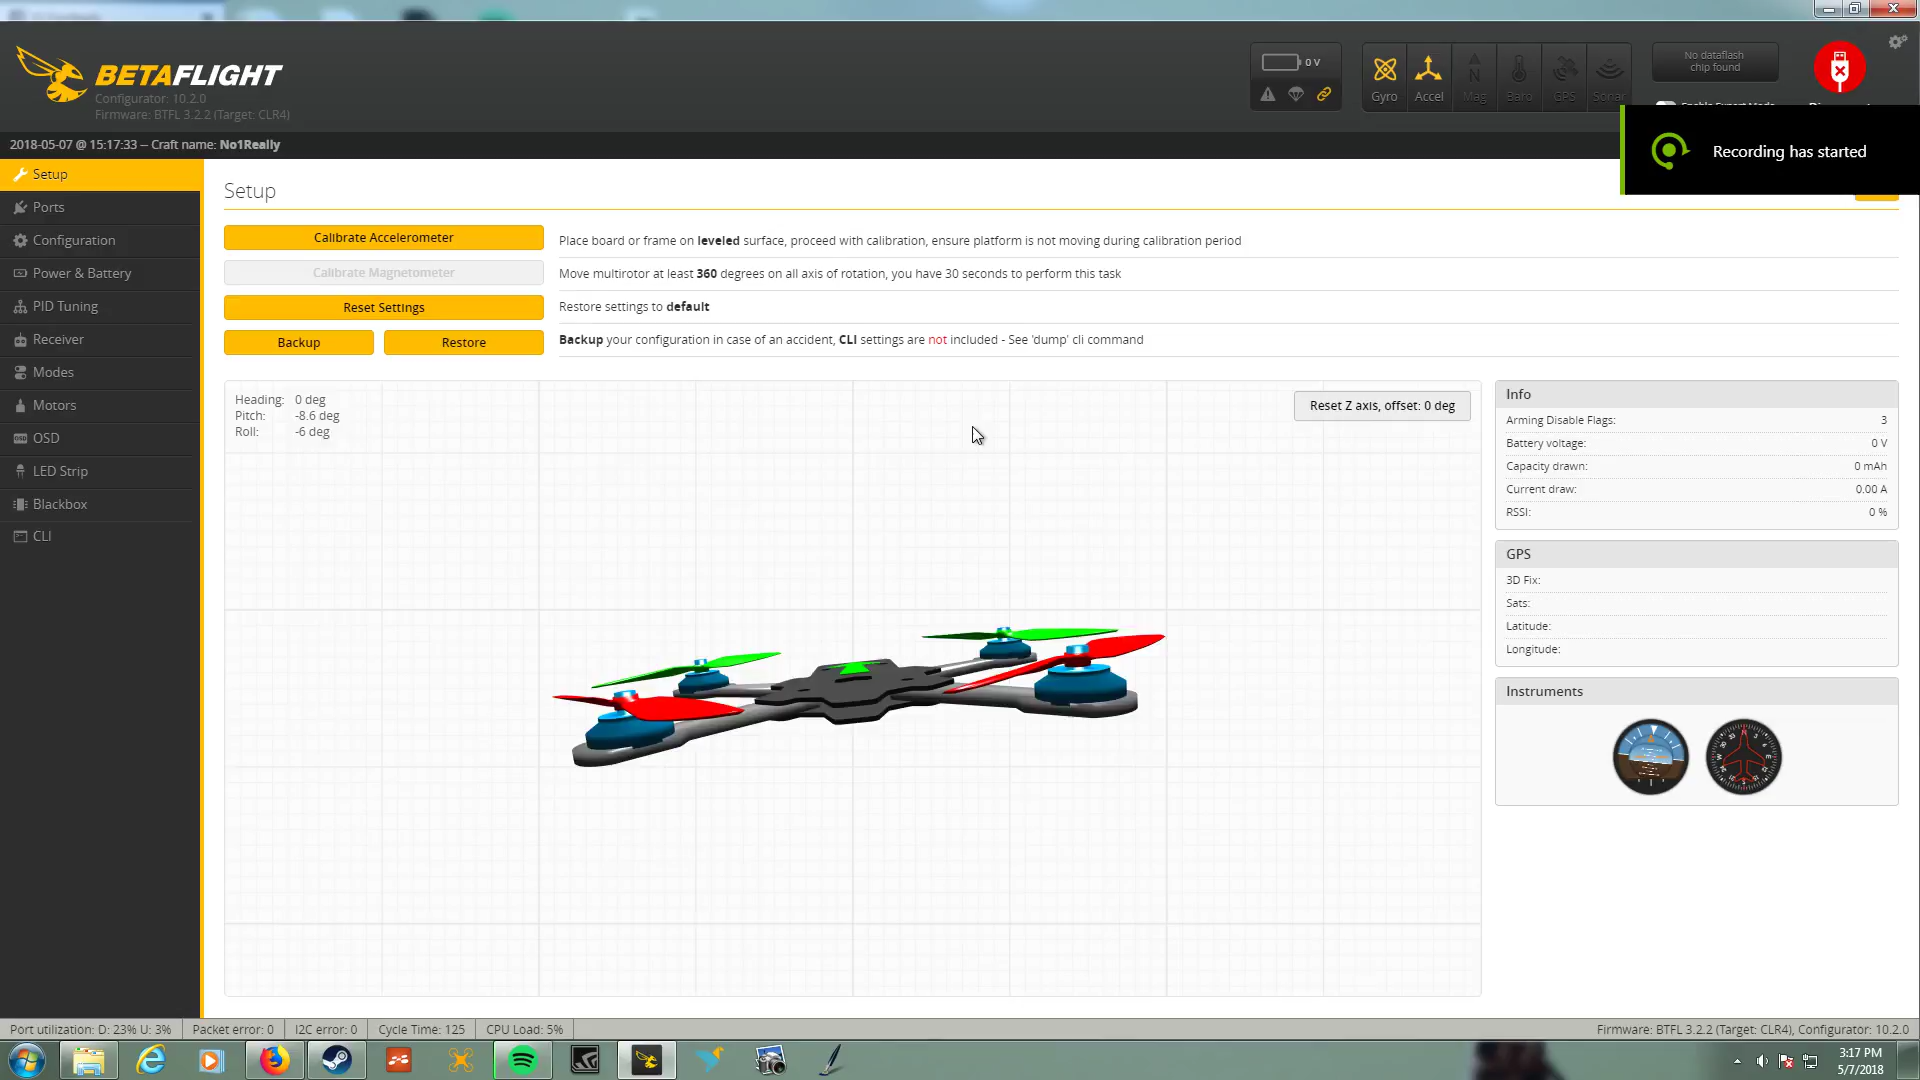 BETAFLIGHT
Configurator: 10.2.0
Firmware: BTFL 3.2.2 (Target: CLR4)
0 V
Gyro
Accel
Mag
Baro
GPS
Sonar
No dataflash
chip found
2018-05-07 @ 15:17:33 -- Craft name: No1Really
Recording has started
Setup
Ports
Configuration
Power & Battery
PID Tuning
Receiver
Modes
Motors
OSD
LED Strip
Blackbox
CLI
Setup
Calibrate Accelerometer
Place board or frame on leveled surface, proceed with calibration, ensure platform is not moving during calibration period
Calibrate Magnetometer
Move multirotor at least 360 degrees on all axis of rotation, you have 30 seconds to perform this task
Reset Settings
Restore settings to default
Backup
Restore
Backup your configuration in case of an accident, CLI settings are not included - See 'dump' cli command
Heading: 0 deg
Pitch: -8.6 deg
Roll: -6 deg
Reset Z axis, offset: 0 deg
Info
Arming Disable Flags: 3
Battery voltage: 0 V
Capacity drawn: 0 mAh
Current draw: 0.00 A
RSSI: 0 %
GPS
3D Fix:
Sats:
Latitude:
Longitude:
Instruments
Port utilization: D: 23% U: 3%
Packet error: 0
I2C error: 0
Cycle Time: 125
CPU Load: 5%
Firmware: BTFL 3.2.2 (Target: CLR4), Configurator: 10.2.0
3:17 PM
5/7/2018